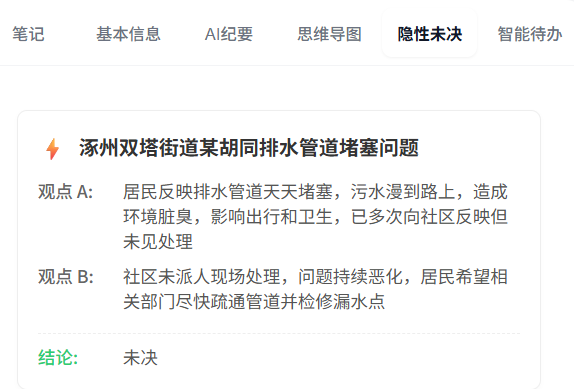 笔记 基本信息 AI纪要 思维导图 隐性未决 智能待办
涿州双塔街道某胡同排水管道堵塞问题
观点 A: 居民反映排水管道天天堵塞，污水漫到路上，造成
环境脏臭，影响出行和卫生，已多次向社区反映但
未见处理
观点 B: 社区未派人现场处理，问题持续恶化，居民希望相
关部门尽快疏通管道并检修漏水点
结论: 未决